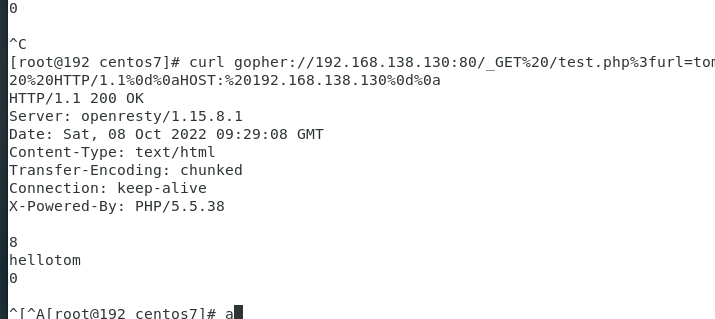 0
^C
[root@192 centos7]# curl gopher://192.168.138.130:80/_GET%20/test.php%3furl=tom
20%20HTTP/1.1%0d%0aHOST:%20192.168.138.130%0d%0a
HTTP/1.1 200 OK
Server: openresty/1.15.8.1
Date: Sat, 08 Oct 2022 09:29:08 GMT
Content-Type: text/html
Transfer-Encoding: chunked
Connection: keep-alive
X-Powered-By: PHP/5.5.38
8
hellotom
0
^[^A[root@192 centos7]# a